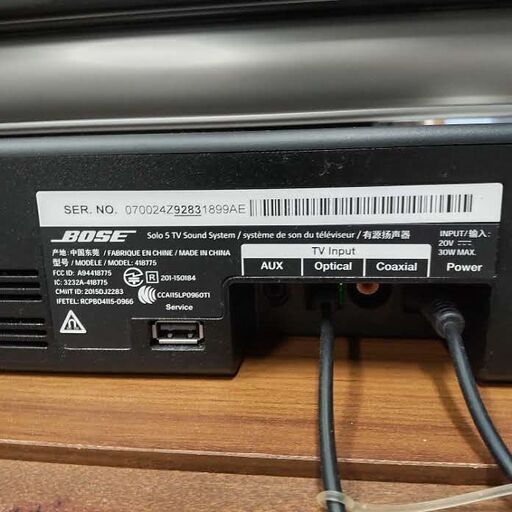 SER. NO. 070024Z92831899AE
BOSE Solo 5 TV Sound System / système de son du téléviseur / 有源扬声器
产地: 中国东莞 / FABRIQUÉ EN CHINE / MADE IN CHINA
型号/ MODÈLE / MODEL: 418775
FCC ID: A94418775
IC: 3232A-418775
CMIIT ID: 2015DJ2283
IFETEL: RCPBO4115-0966
R 201-150184
CCAI15LP0960T1
Service
TV Input
AUX Optical Coaxial
INPUT/输入:
20V
30W MAX.
Power